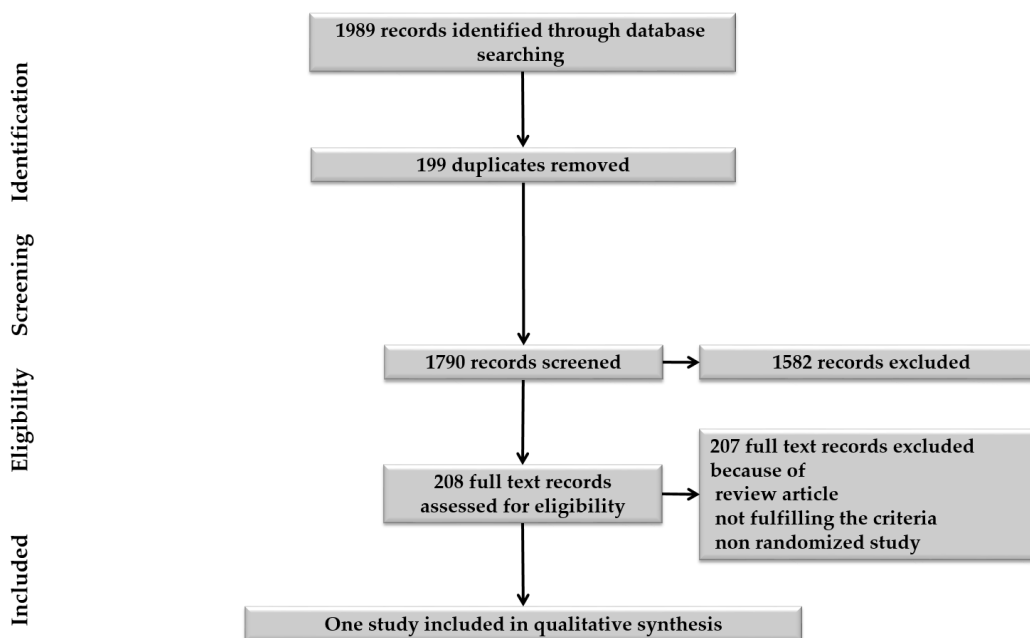 1989 records identified through database
searching
Identification
199 duplicates removed
Screening
1790 records screened
1582 records excluded
Eligibility
208 full text records
assessed for eligibility
207 full text records excluded
because of
review article
not fulfilling the criteria
non randomized study
Included
One study included in qualitative synthesis